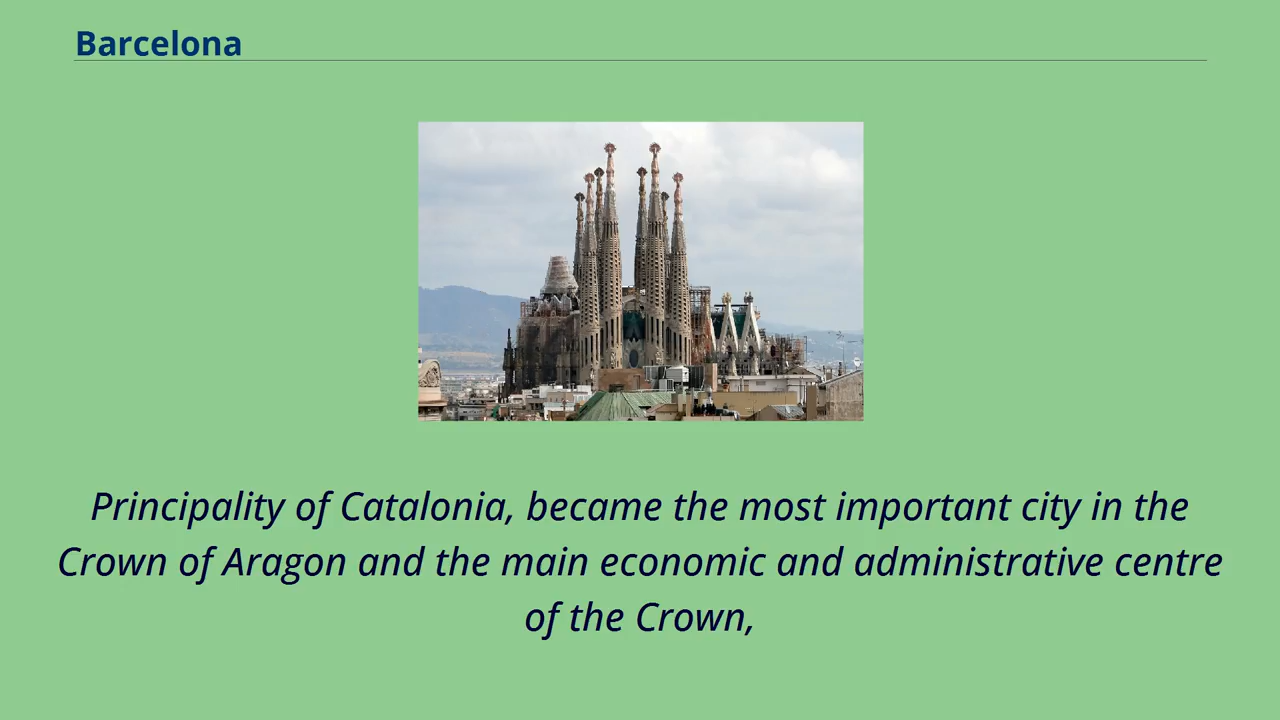 Barcelona
Principality of Catalonia, became the most important city in the
Crown of Aragon and the main economic and administrative centre
of the Crown,